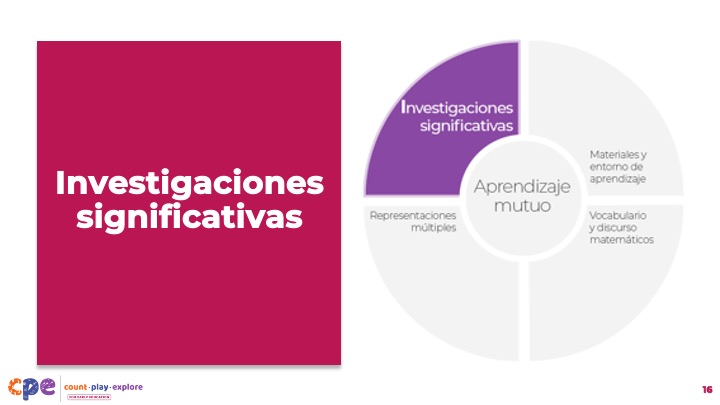 Investigaciones
significativas
Investigaciones
significativas
Materiales y
entorno de
aprendizaje
Aprendizaje
mutuo
Representaciones
múltiples
Vocabulario
y discurso
matemáticos
cpe
count·play·explore
16